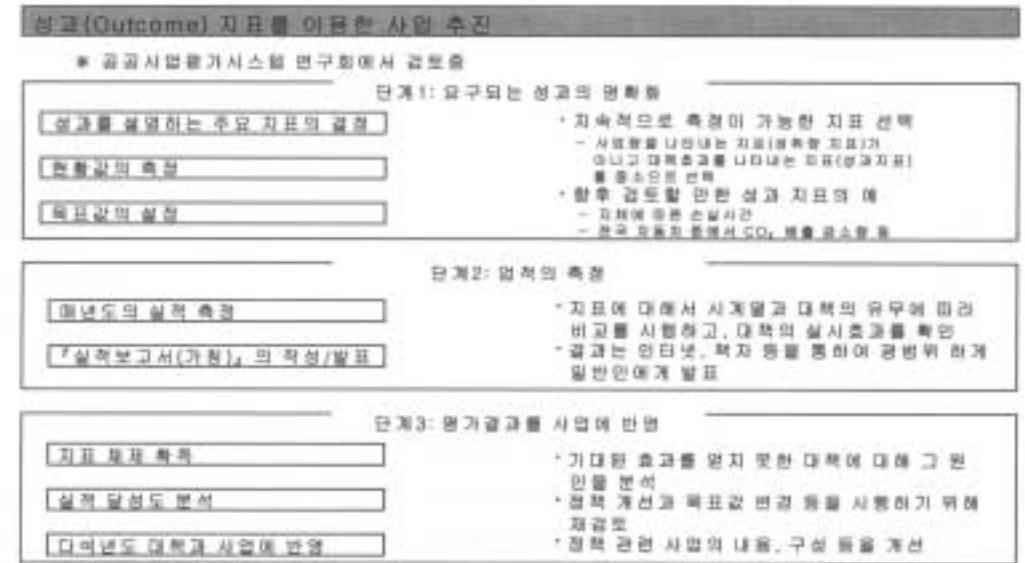 성과(Outcome) 지표를 이용한 사업 추진
※ 공공사업평가시스템 연구회에서 검토중
단계1: 요구되는 성과의 명확화
성과를 설명하는 주요 지표의 결정
현황값의 측정
목표값의 설정
· 지속적으로 측정이 가능한 지표 선택
- 사업량을 나타내는 지표(성취량 지표)가
아니고 대책효과를 나타내는 지표(성과지표)
를 중소으로 선택
· 향후 검토할 만한 성과 지표의 예
- 지체에 따른 손실시간
- 전국 자동차 중에서 CO₂ 배출 감소량 등
단계2: 업적의 측정
매년도의 실적 측정
『실적보고서(가칭)』의 작성/발표
· 지표에 대해서 시계열과 대책의 유무에 따라
비교를 시행하고, 대책의 실시효과를 확인
· 결과는 인터넷, 책자 등을 통하여 광범위 하게
일반인에게 발표
단계3: 평가결과를 사업에 반영
지표 체제 확득
실적 달성도 분석
다음년도 대책과 사업에 반영
· 기대된 효과를 얻지 못한 대책에 대해 그 원
인을 분석
· 정책 개선과 목표값 변경 등을 시행하기 위해
재검토
· 정책 관련 사업의 내용, 구성 등을 개선